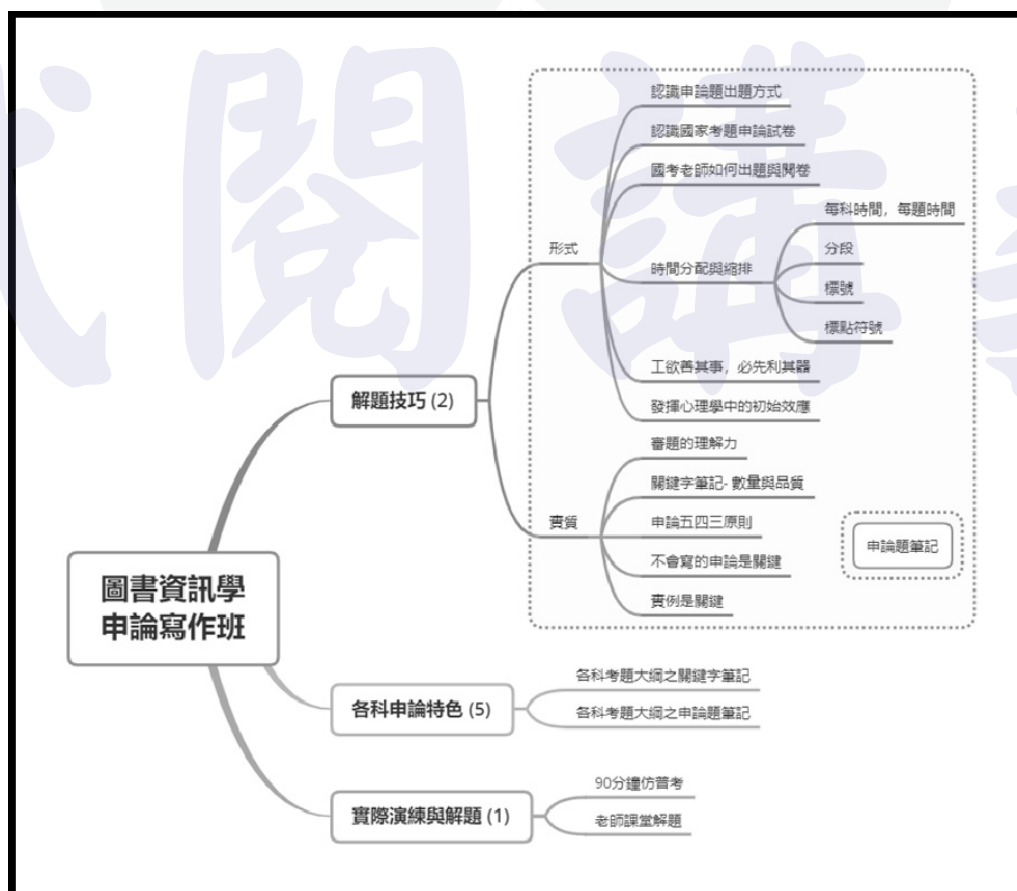 試閱講義
認識申論題出題方式
認識國家考題申論試卷
國考老師如何出題與閱卷
每科時間，每題時間
分段
標號
標點符號
形式
時間分配與縮排
工欲善其事，必先利其器
發揮心理學中的初始效應
解題技巧 (2)
審題的理解力
關鍵字筆記- 數量與品質
申論五四三原則
不會寫的申論是關鍵
實例是關鍵
實質
申論題筆記
圖書資訊學
申論寫作班
各科申論特色 (5)
各科考題大綱之關鍵字筆記
各科考題大綱之申論題筆記
實際演練與解題 (1)
90分鐘仿普考
老師課堂解題